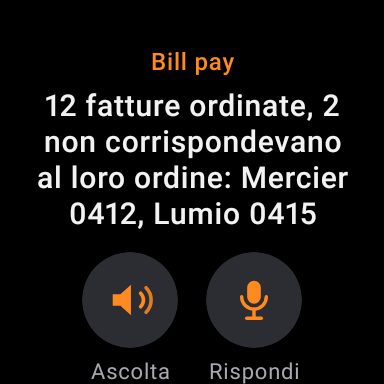 Bill pay
12 fatture ordinate, 2
non corrispondevano
al loro ordine: Mercier
0412, Lumio 0415
Ascolta Rispondi